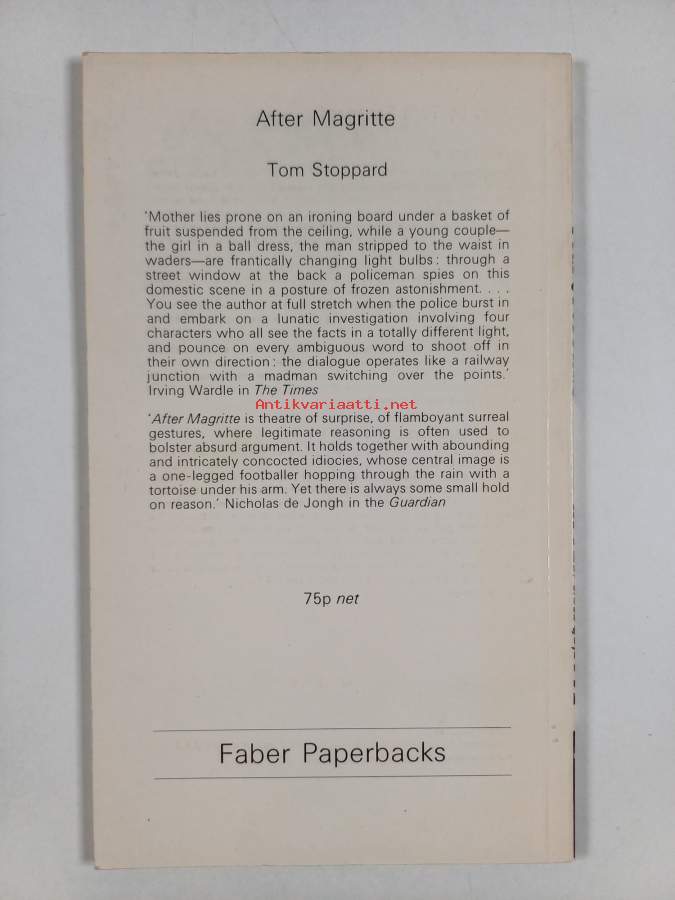 After Magritte
Tom Stoppard
'Mother lies prone on an ironing board under a basket of
fruit suspended from the ceiling, while a young couple—
the girl in a ball dress, the man stripped to the waist in
waders—are frantically changing light bulbs: through a
street window at the back a policeman spies on this
domestic scene in a posture of frozen astonishment. . . .
You see the author at full stretch when the police burst in
and embark on a lunatic investigation involving four
characters who all see the facts in a totally different light,
and pounce on every ambiguous word to shoot off in
their own direction: the dialogue operates like a railway
junction with a madman switching over the points.'
Irving Wardle in The Times
Antikvariaatti.net
'After Magritte is theatre of surprise, of flamboyant surreal
gestures, where legitimate reasoning is often used to
bolster absurd argument. It holds together with abounding
and intricately concocted idiocies, whose central image is
a one-legged footballer hopping through the rain with a
tortoise under his arm. Yet there is always some small hold
on reason.' Nicholas de Jongh in the Guardian
75p net
Faber Paperbacks